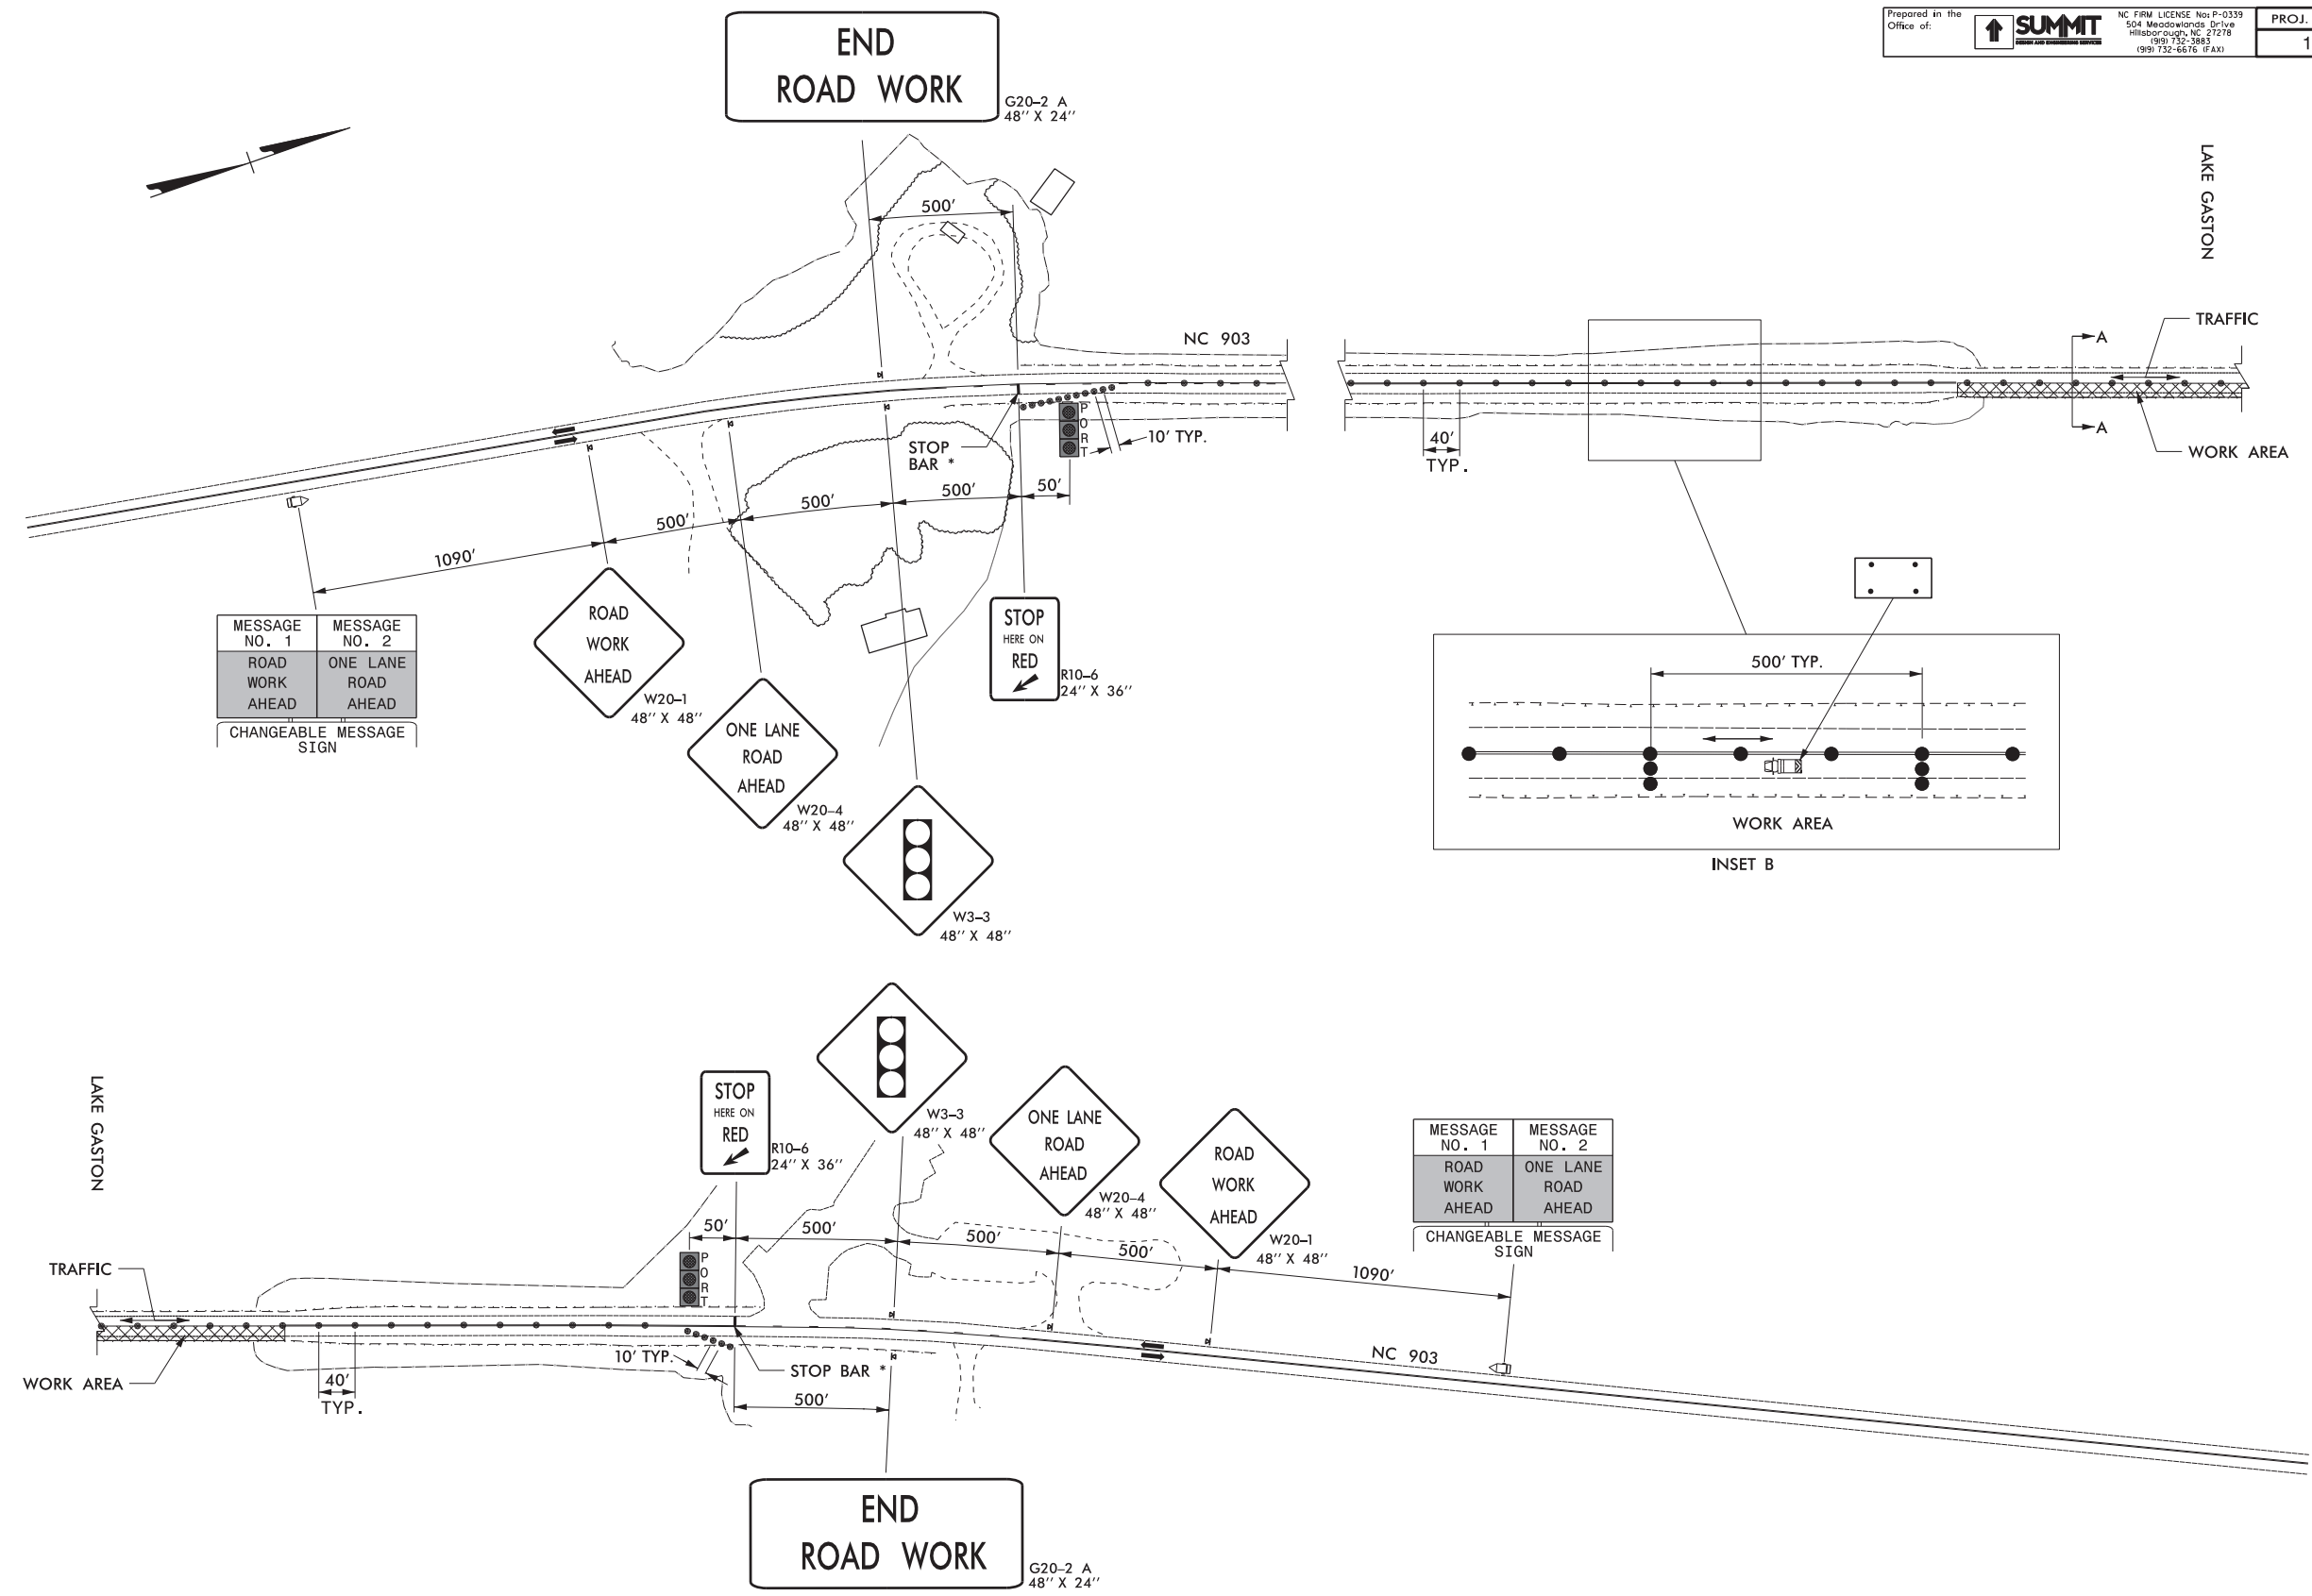 Prepared in the
Office of:
SUMMIT
DESIGN AND ENGINEERING SERVICES
NC FIRM LICENSE No: P-0339
504 Meadowlands Drive
Hillsborough, NC 27278
(919) 732-3883
(919) 732-6676 (FAX)
PROJ.
1
END
ROAD WORK
G20–2 A
48'' X 24''
LAKE GASTON
500'
NC 903
TRAFFIC
A
A
WORK AREA
STOP
BAR *
P
O
R
T
10' TYP.
40'
TYP.
50'
500'
500'
500'
1090'
MESSAGE
NO. 1
MESSAGE
NO. 2
ROAD
WORK
AHEAD
ONE LANE
ROAD
AHEAD
CHANGEABLE MESSAGE
SIGN
ROAD
WORK
AHEAD
W20–1
48'' X 48''
ONE LANE
ROAD
AHEAD
W20–4
48'' X 48''
W3–3
48'' X 48''
STOP
HERE ON
RED
R10–6
24'' X 36''
500' TYP.
WORK AREA
INSET B
LAKE GASTON
STOP
HERE ON
RED
R10–6
24'' X 36''
W3–3
48'' X 48''
ONE LANE
ROAD
AHEAD
W20–4
48'' X 48''
ROAD
WORK
AHEAD
W20–1
48'' X 48''
MESSAGE
NO. 1
MESSAGE
NO. 2
ROAD
WORK
AHEAD
ONE LANE
ROAD
AHEAD
CHANGEABLE MESSAGE
SIGN
50'
500'
500'
500'
1090'
P
O
R
T
TRAFFIC
WORK AREA
40'
TYP.
10' TYP.
STOP BAR *
500'
NC 903
END
ROAD WORK
G20–2 A
48'' X 24''